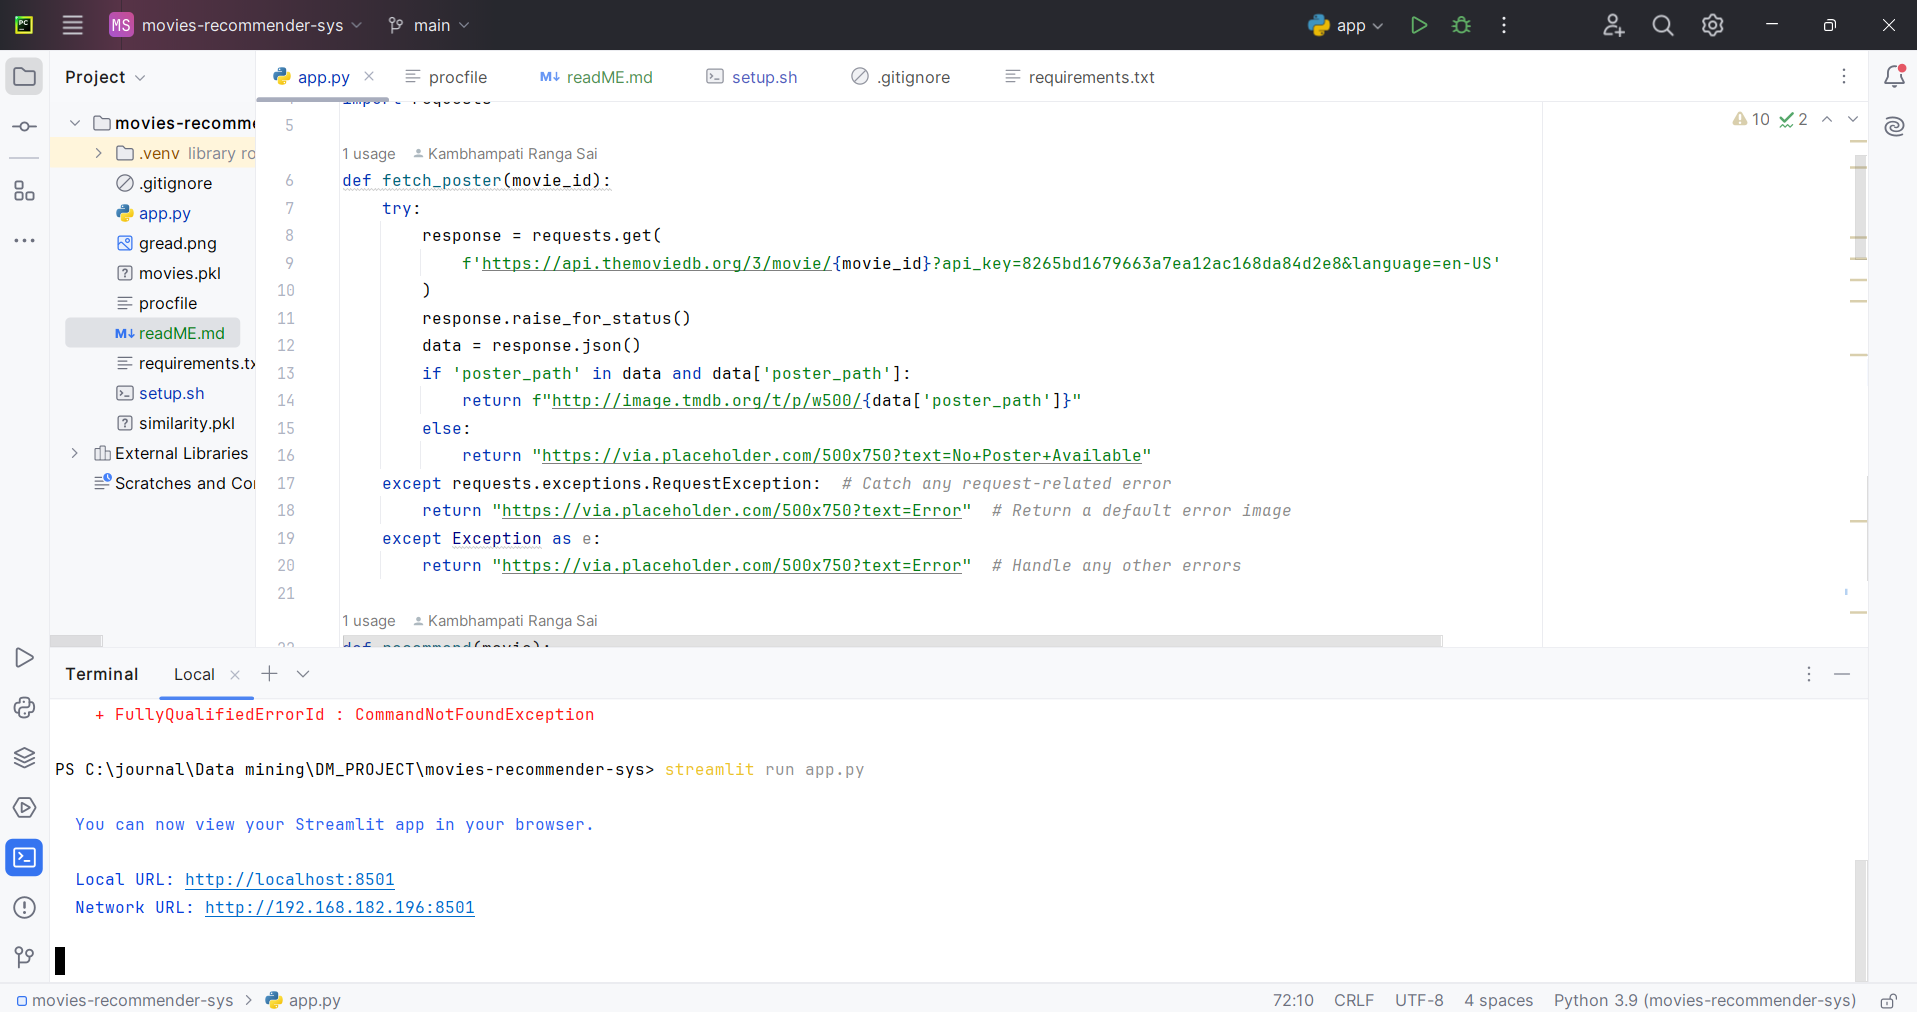 PC
MS movies-recommender-sys main app
Project
app.py procfile M↓ readME.md setup.sh .gitignore requirements.txt
movies-recomme
.venv library ro
.gitignore
app.py
gread.png
movies.pkl
procfile
M↓ readME.md
requirements.tx
setup.sh
similarity.pkl
External Libraries
Scratches and Co
10 2
import requests
5
1 usage Kambhampati Ranga Sai
6 def fetch_poster(movie_id):
7 try:
8 response = requests.get(
9 f'https://api.themoviedb.org/3/movie/{movie_id}?api_key=8265bd1679663a7ea12ac168da84d2e8&language=en-US'
10 )
11 response.raise_for_status()
12 data = response.json()
13 if 'poster_path' in data and data['poster_path']:
14 return f"http://image.tmdb.org/t/p/w500/{data['poster_path']}"
15 else:
16 return "https://via.placeholder.com/500x750?text=No+Poster+Available"
17 except requests.exceptions.RequestException: # Catch any request-related error
18 return "https://via.placeholder.com/500x750?text=Error" # Return a default error image
19 except Exception as e:
20 return "https://via.placeholder.com/500x750?text=Error" # Handle any other errors
21
1 usage Kambhampati Ranga Sai
22 def recommend(movie):
Terminal Local
+ FullyQualifiedErrorId : CommandNotFoundException
PS C:\journal\Data mining\DM_PROJECT\movies-recommender-sys> streamlit run app.py
You can now view your Streamlit app in your browser.
Local URL: http://localhost:8501
Network URL: http://192.168.182.196:8501
movies-recommender-sys > app.py 72:10 CRLF UTF-8 4 spaces Python 3.9 (movies-recommender-sys)